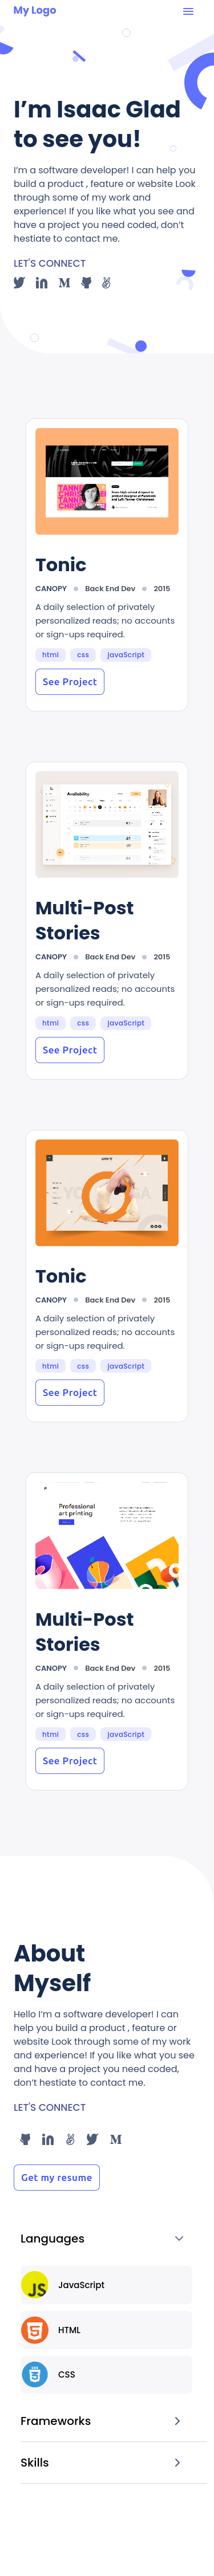 My Logo
I’m Isaac Glad
to see you!
I’m a software developer! I can help you
build a product , feature or website Look
through some of my work and
experience! If you like what you see and
have a project you need coded, don’t
hestiate to contact me.
LET'S CONNECT
Tonic
CANOPY Back End Dev 2015
A daily selection of privately
personalized reads; no accounts
or sign-ups required.
html css javaScript
See Project
Availability
Multi-Post
Stories
CANOPY Back End Dev 2015
A daily selection of privately
personalized reads; no accounts
or sign-ups required.
html css javaScript
See Project
Tonic
CANOPY Back End Dev 2015
A daily selection of privately
personalized reads; no accounts
or sign-ups required.
html css javaScript
See Project
Professional
art printing
Multi-Post
Stories
CANOPY Back End Dev 2015
A daily selection of privately
personalized reads; no accounts
or sign-ups required.
html css javaScript
See Project
About
Myself
Hello I’m a software developer! I can
help you build a product , feature or
website Look through some of my work
and experience! If you like what you see
and have a project you need coded,
don’t hestiate to contact me.
LET'S CONNECT
Get my resume
Languages
JS JavaScript
HTML
CSS
Frameworks
Skills